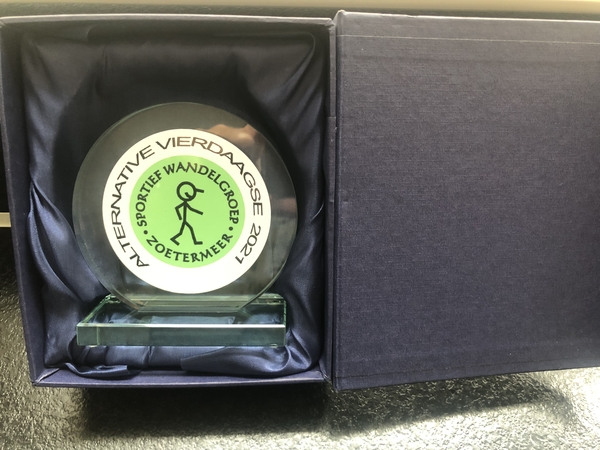 ALTERNATIVE VIERDAAGSE 2021
SPORTIEF WANDELGROEP
• ZOETERMEER •